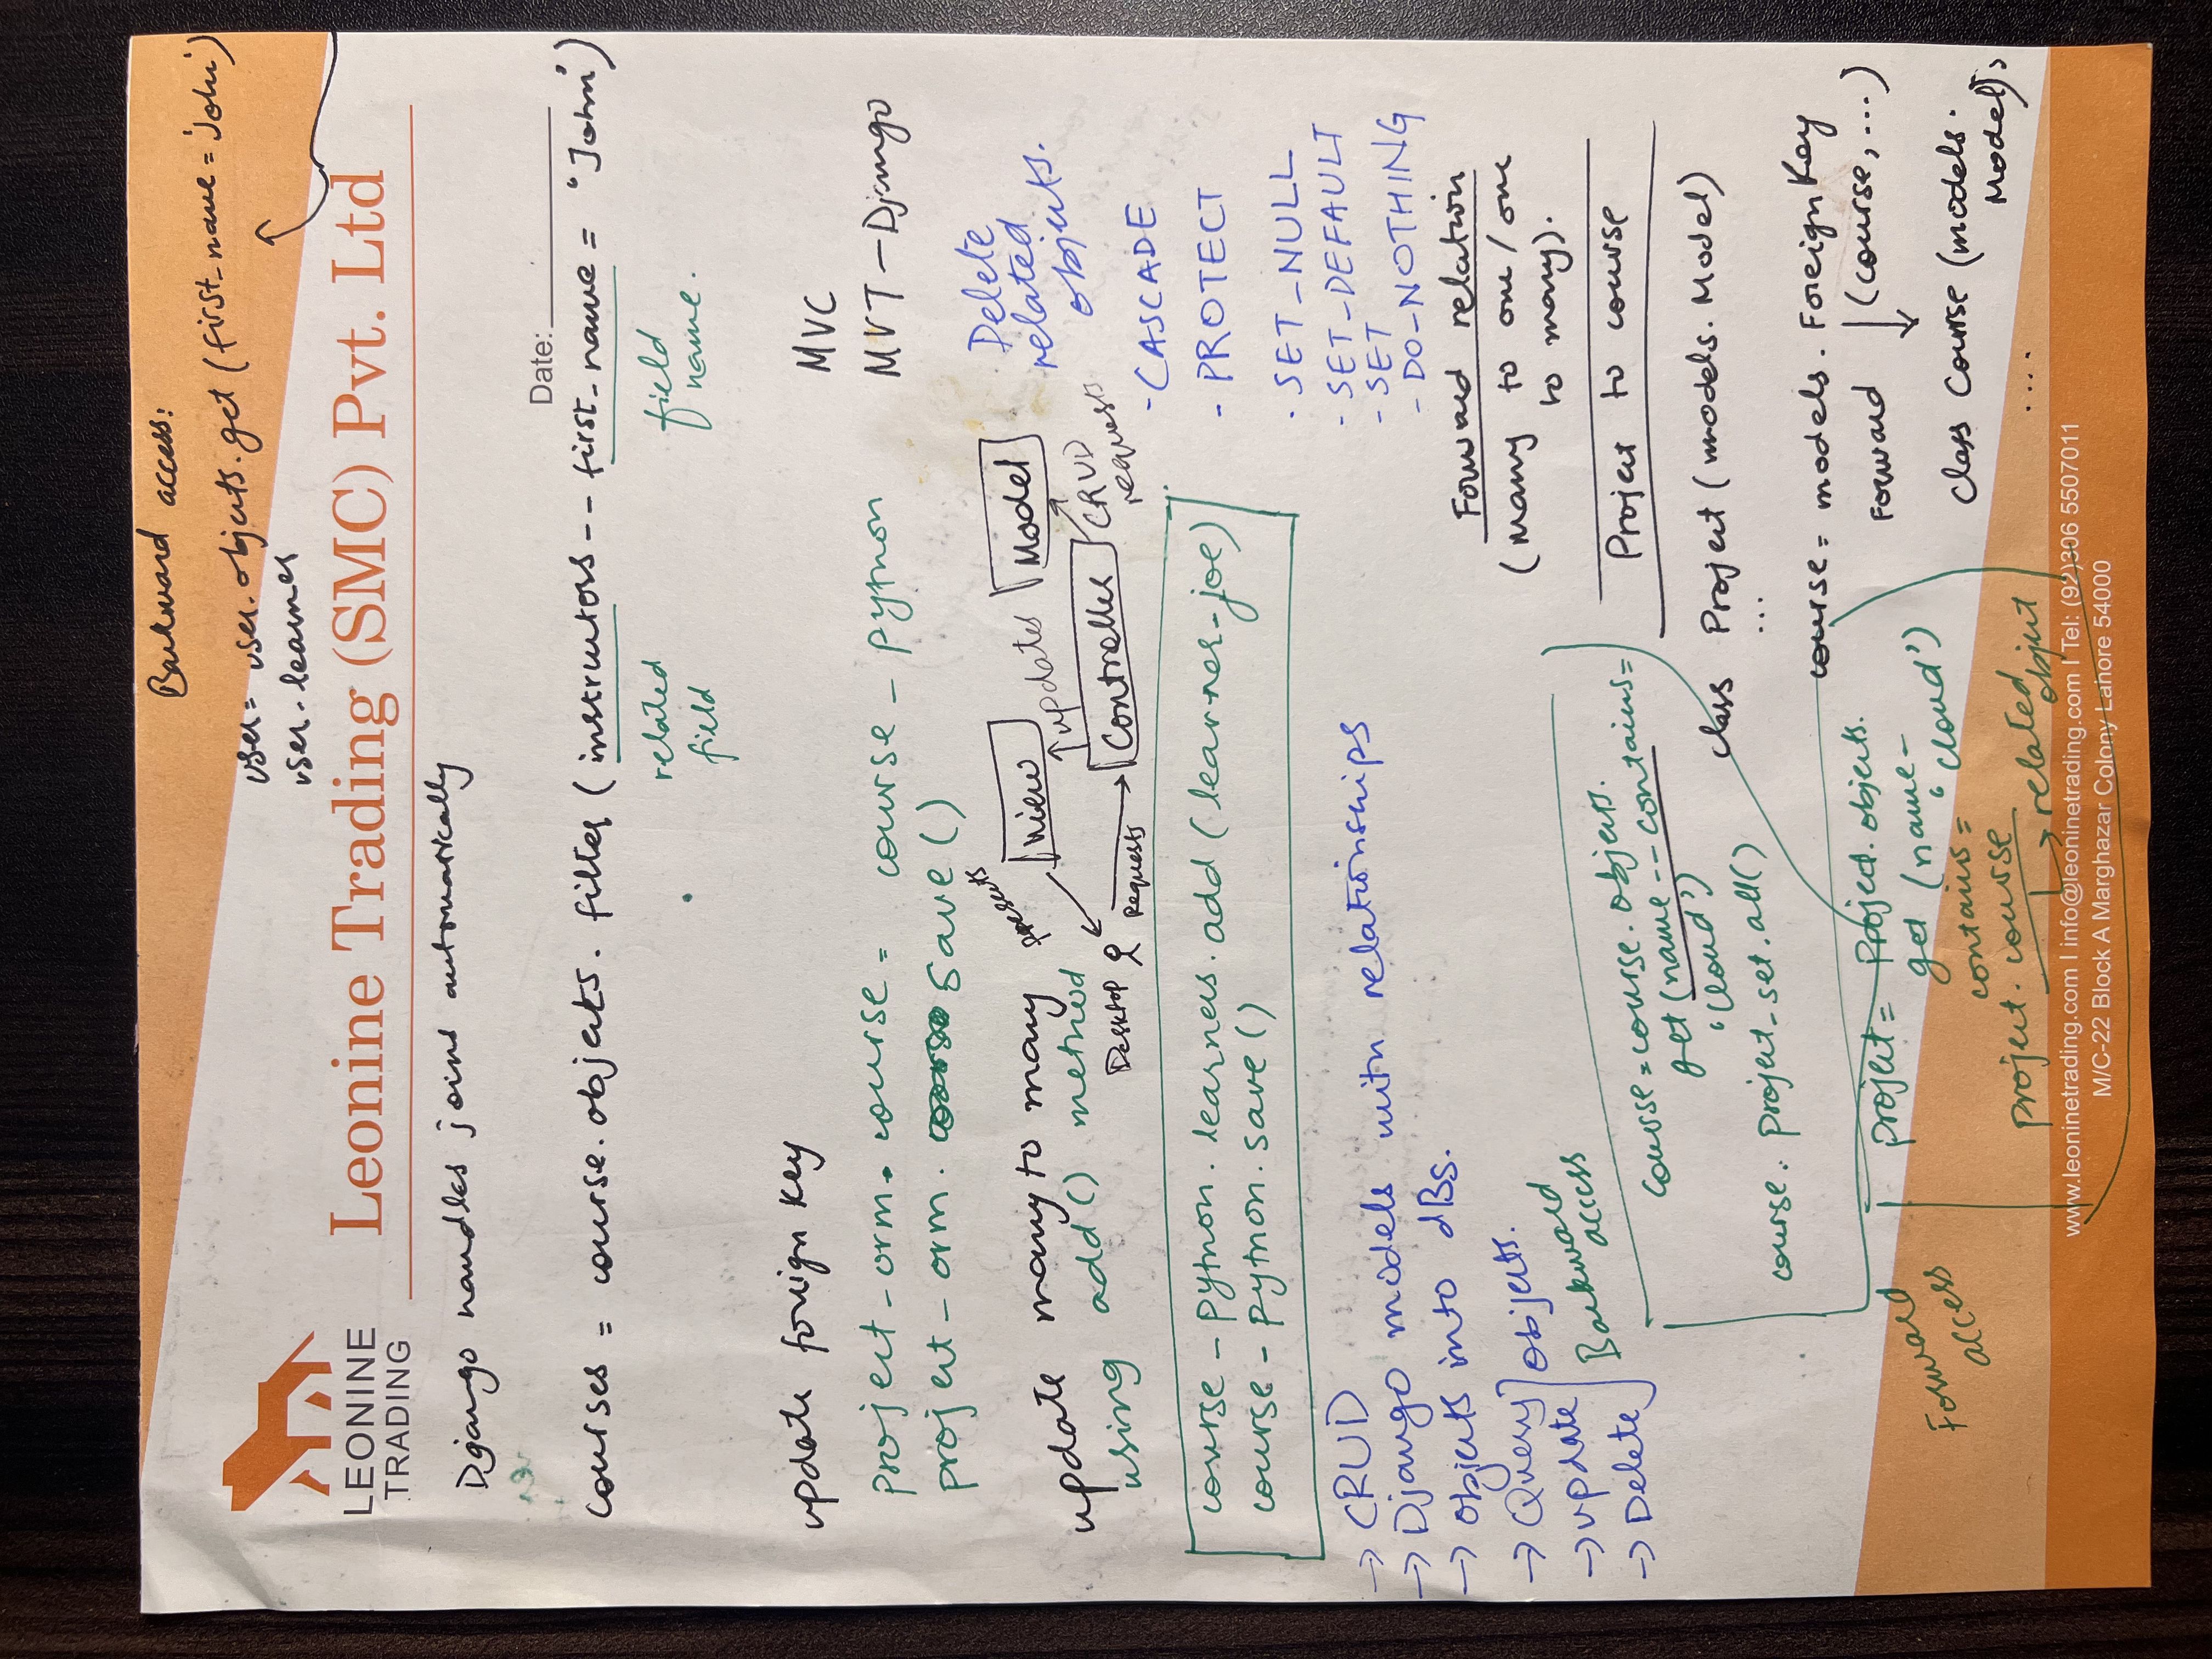 Backward access:
user = user.objects.get (first_name = 'john')
user.learner
LEONINE
TRADING
Leonine Trading (SMC) Pvt. Ltd
Date:
Django handles joins automatically
courses = course.objects.filter (instructors__first_name = 'John')
related
field
field
name.
update foreign key
project_orm.course = course_python
project_orm.save()
MVC
MVT - Django
update many to many
using add() method
View
Model
updates
Controller
CRUD
requests
Requests
Desktop
Delete
related
objects.
- CASCADE
- PROTECT
- SET_NULL
- SET_DEFAULT
- SET
- DO_NOTHING
course_python.learners.add (learner_joe)
course_python.save()
→ CRUD
→ Django models with relationships
→ objects into dBs.
→ Query
→ update
→ Delete
objects.
Forward relation
(many to one / one
to many).
Project to course
class Project (models.Model)
...
course = models.Foreign Key
(course, ....)
Forward
class Course (models.
Model);
....
Backward
access
course = course.objects.
get (name__contains =
'cloud')
course.project_set.all()
Forward
access
project = Project.objects.
get (name_
contains = 'cloud')
project.course
→ related
object
www.leoninetrading.com I info@leoninetrading.com I Tel: (92)306 5507011
M/C-22 Block A Marghazar Colony Lahore 54000